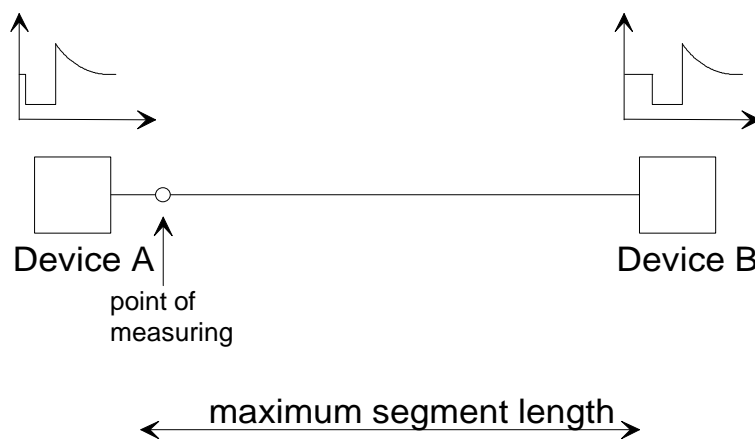 Device A
Device B
point of
measuring
maximum segment length